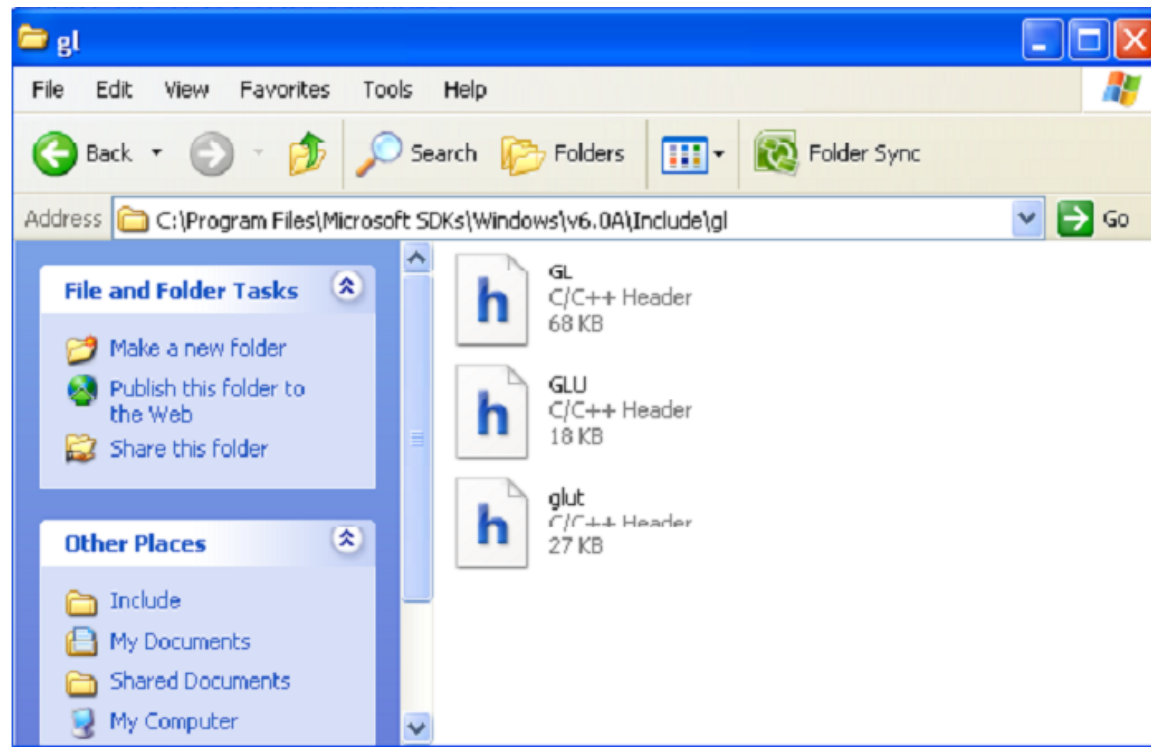 gl
File Edit View Favorites Tools Help
Back Search Folders Folder Sync
Address C:\Program Files\Microsoft SDKs\Windows\v6.0A\Include\gl Go
File and Folder Tasks
Make a new folder
Publish this folder to
the Web
Share this folder
Other Places
Include
My Documents
Shared Documents
My Computer
GL
C/C++ Header
68 KB
GLU
C/C++ Header
18 KB
glut
C/C++ Header
27 KB